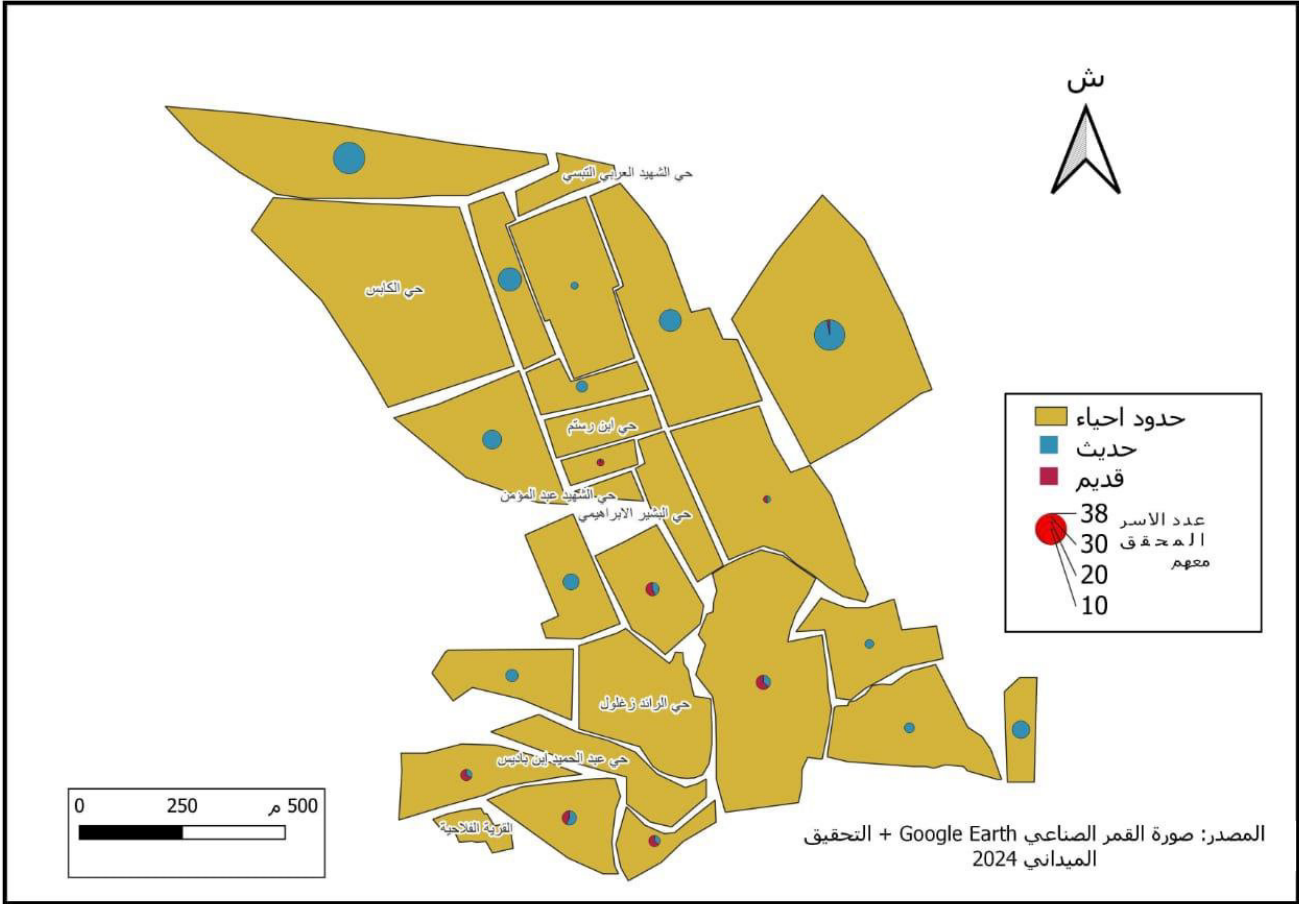 ش
حي الشهيد العربي التبسي
حي الكابس
حي ابن رستم
حي الشهيد عبد المؤمن
حي البشير الابراهيمي
حي الرائد زغلول
حي عبد الحميد إبن باديس
القرية الفلاحية
حدود احياء
حديث
قديم
عدد الاسر
المحقق
معهم
38
30
20
10
0 250 500 م
المصدر: صورة القمر الصناعي Google Earth + التحقيق
الميداني 2024